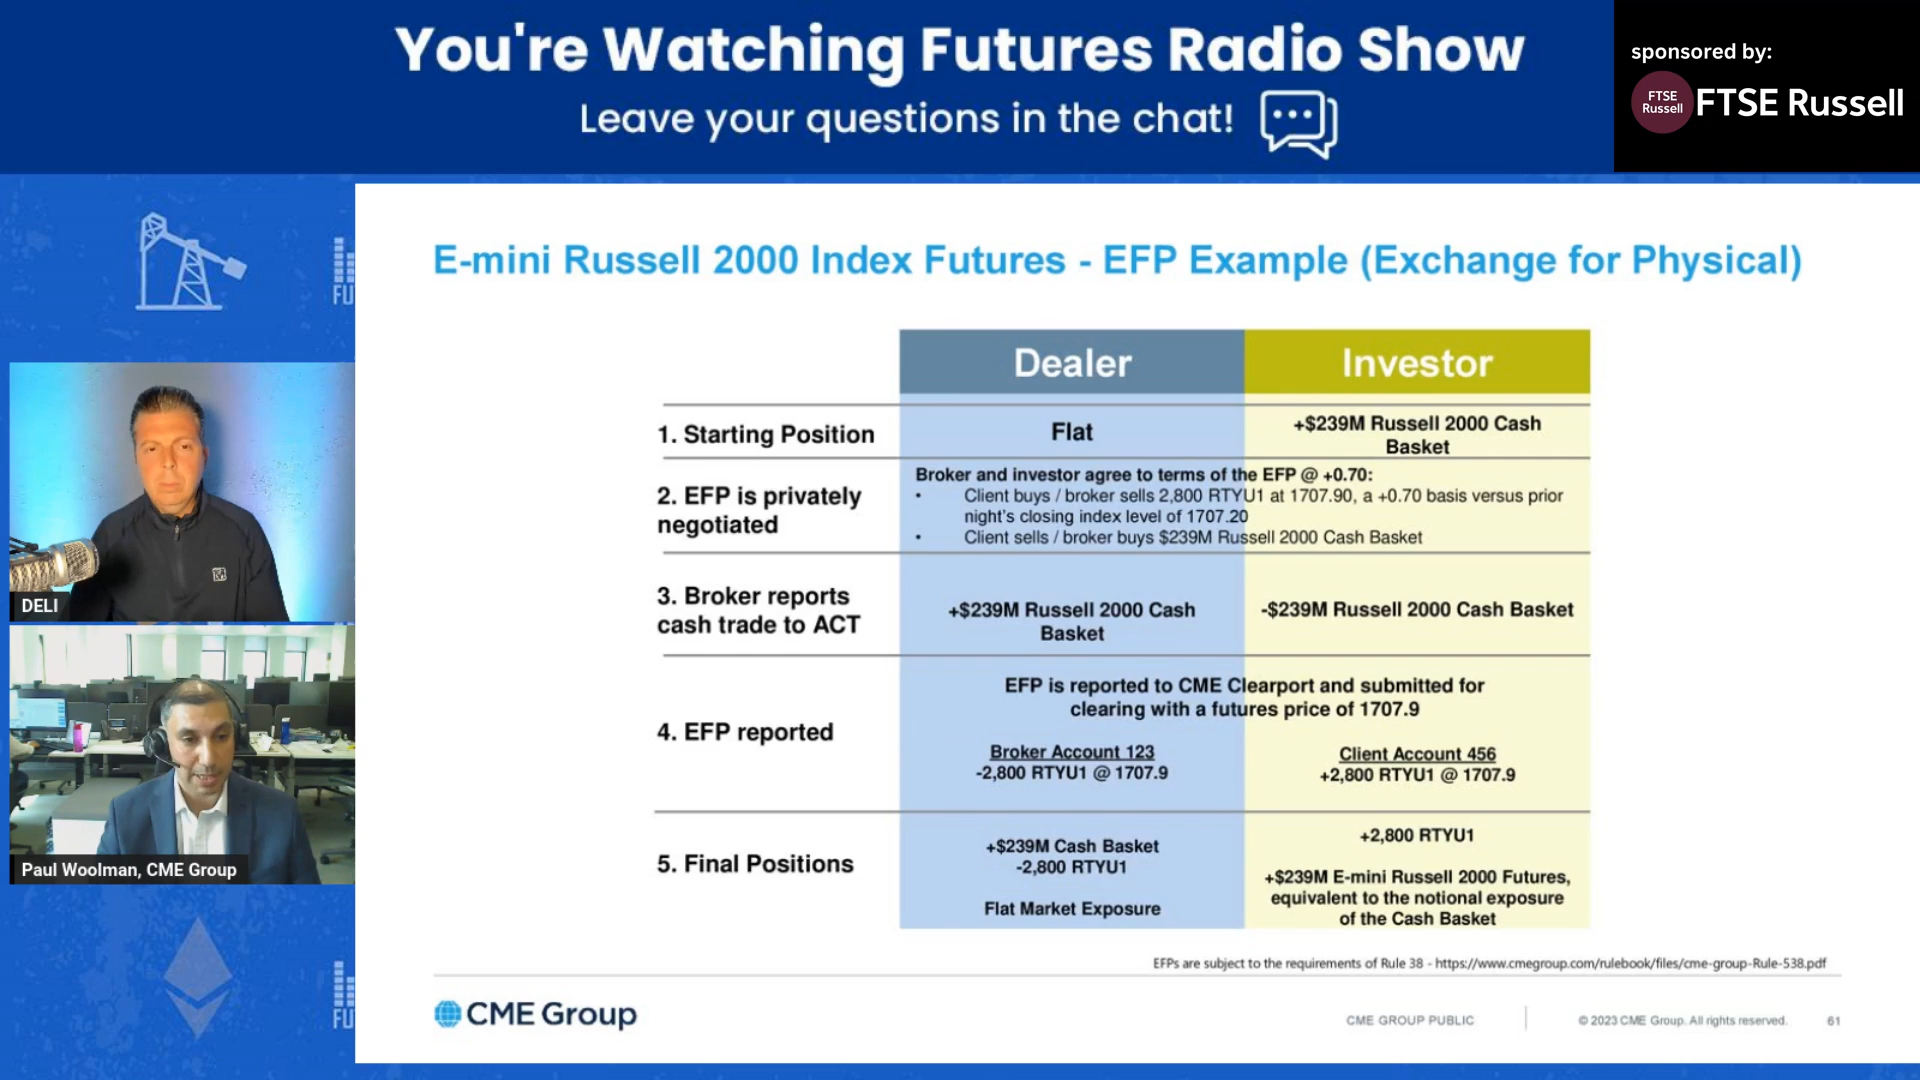 You're Watching Futures Radio Show
Leave your questions in the chat!
sponsored by:
FTSE
Russell
FTSE Russell
E-mini Russell 2000 Index Futures - EFP Example (Exchange for Physical)
Dealer
Investor
1. Starting Position
Flat
+$239M Russell 2000 Cash
Basket
2. EFP is privately
negotiated
Broker and investor agree to terms of the EFP @ +0.70:
• Client buys / broker sells 2,800 RTYU1 at 1707.90, a +0.70 basis versus prior
night's closing index level of 1707.20
• Client sells / broker buys $239M Russell 2000 Cash Basket
3. Broker reports
cash trade to ACT
+$239M Russell 2000 Cash
Basket
-$239M Russell 2000 Cash Basket
4. EFP reported
EFP is reported to CME Clearport and submitted for
clearing with a futures price of 1707.9
Broker Account 123
-2,800 RTYU1 @ 1707.9
Client Account 456
+2,800 RTYU1 @ 1707.9
5. Final Positions
+$239M Cash Basket
-2,800 RTYU1
Flat Market Exposure
+2,800 RTYU1
+$239M E-mini Russell 2000 Futures,
equivalent to the notional exposure
of the Cash Basket
EFPs are subject to the requirements of Rule 38 - https://www.cmegroup.com/rulebook/files/cme-group-Rule-538.pdf
CME Group
CME GROUP PUBLIC
© 2023 CME Group. All rights reserved.
61
DELI
Paul Woolman, CME Group
FU
FU